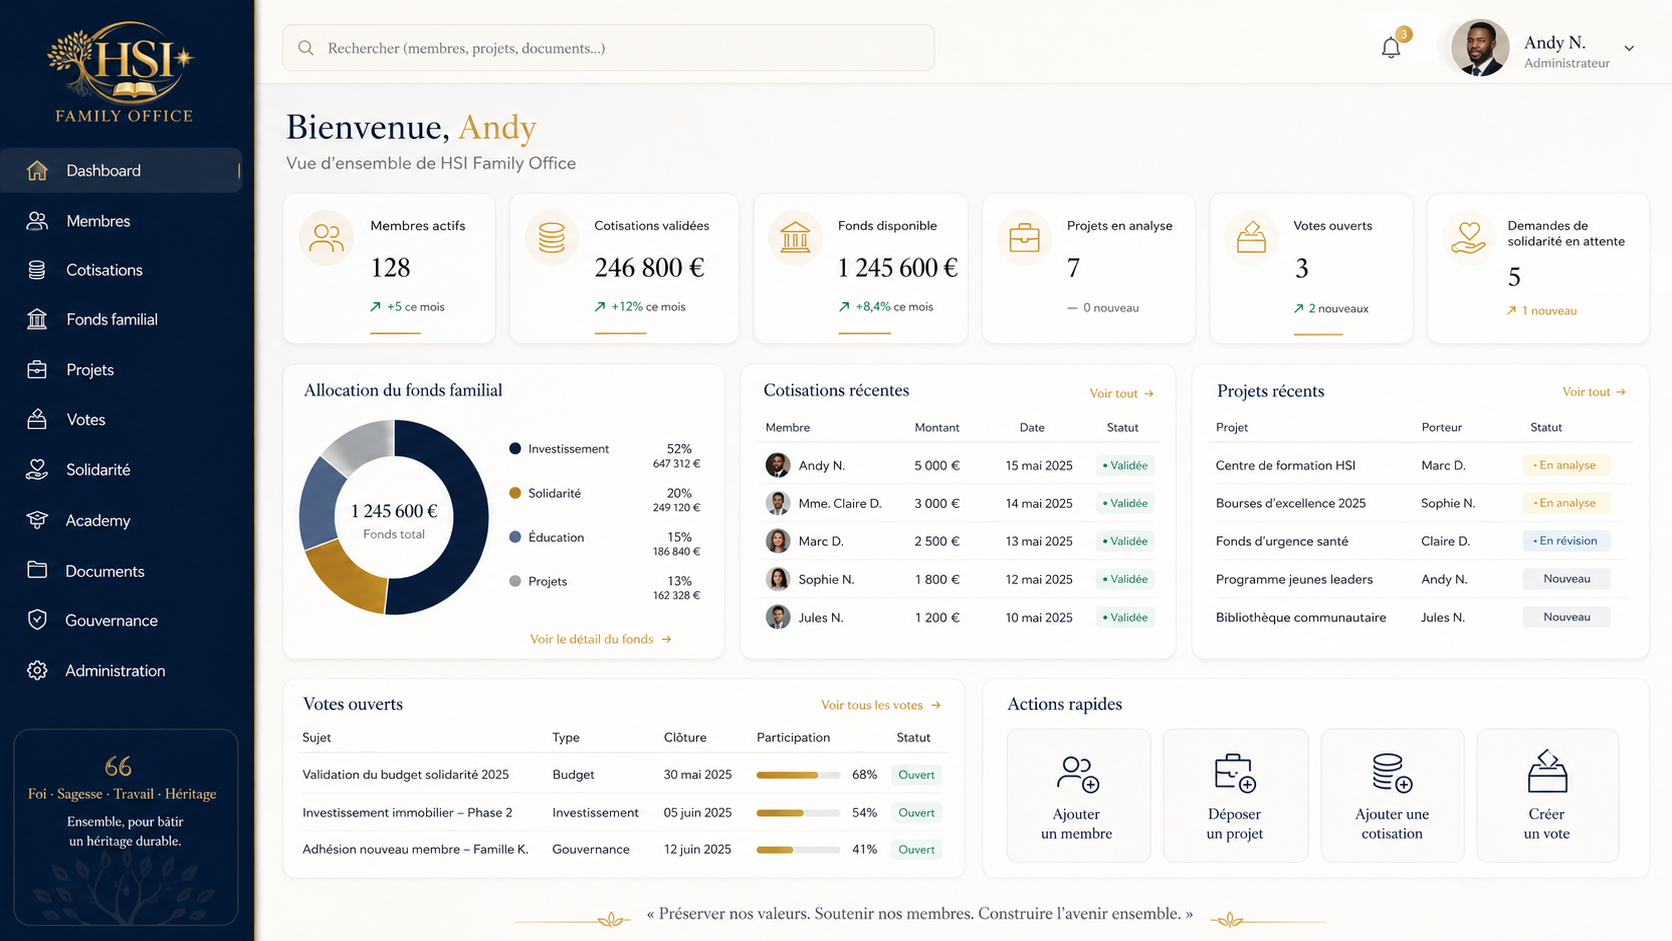 HSI
FAMILY OFFICE
Dashboard
Membres
Cotisations
Fonds familial
Projets
Votes
Solidarité
Academy
Documents
Gouvernance
Administration
Foi · Sagesse · Travail · Héritage
Ensemble, pour bâtir
un héritage durable.
Rechercher (membres, projets, documents...)
3
Andy N.
Administrateur
Bienvenue, Andy
Vue d'ensemble de HSI Family Office
Membres actifs
128
+5 ce mois
Cotisations validées
246 800 €
+12% ce mois
Fonds disponible
1 245 600 €
+8,4% ce mois
Projets en analyse
7
— 0 nouveau
Votes ouverts
3
2 nouveaux
Demandes de
solidarité en attente
5
1 nouveau
Allocation du fonds familial
1 245 600 €
Fonds total
Investissement 52%
647 312 €
Solidarité 20%
249 120 €
Éducation 15%
186 840 €
Projets 13%
162 328 €
Voir le détail du fonds →
Cotisations récentes Voir tout →
Membre Montant Date Statut
Andy N. 5 000 € 15 mai 2025 • Validée
Mme. Claire D. 3 000 € 14 mai 2025 • Validée
Marc D. 2 500 € 13 mai 2025 • Validée
Sophie N. 1 800 € 12 mai 2025 • Validée
Jules N. 1 200 € 10 mai 2025 • Validée
Projets récents Voir tout →
Projet Porteur Statut
Centre de formation HSI Marc D. • En analyse
Bourses d'excellence 2025 Sophie N. • En analyse
Fonds d'urgence santé Claire D. • En révision
Programme jeunes leaders Andy N. Nouveau
Bibliothèque communautaire Jules N. Nouveau
Votes ouverts Voir tous les votes →
Sujet Type Clôture Participation Statut
Validation du budget solidarité 2025 Budget 30 mai 2025 68% Ouvert
Investissement immobilier – Phase 2 Investissement 05 juin 2025 54% Ouvert
Adhésion nouveau membre – Famille K. Gouvernance 12 juin 2025 41% Ouvert
Actions rapides
Ajouter
un membre
Déposer
un projet
Ajouter une
cotisation
Créer
un vote
« Préserver nos valeurs. Soutenir nos membres. Construire l'avenir ensemble. »